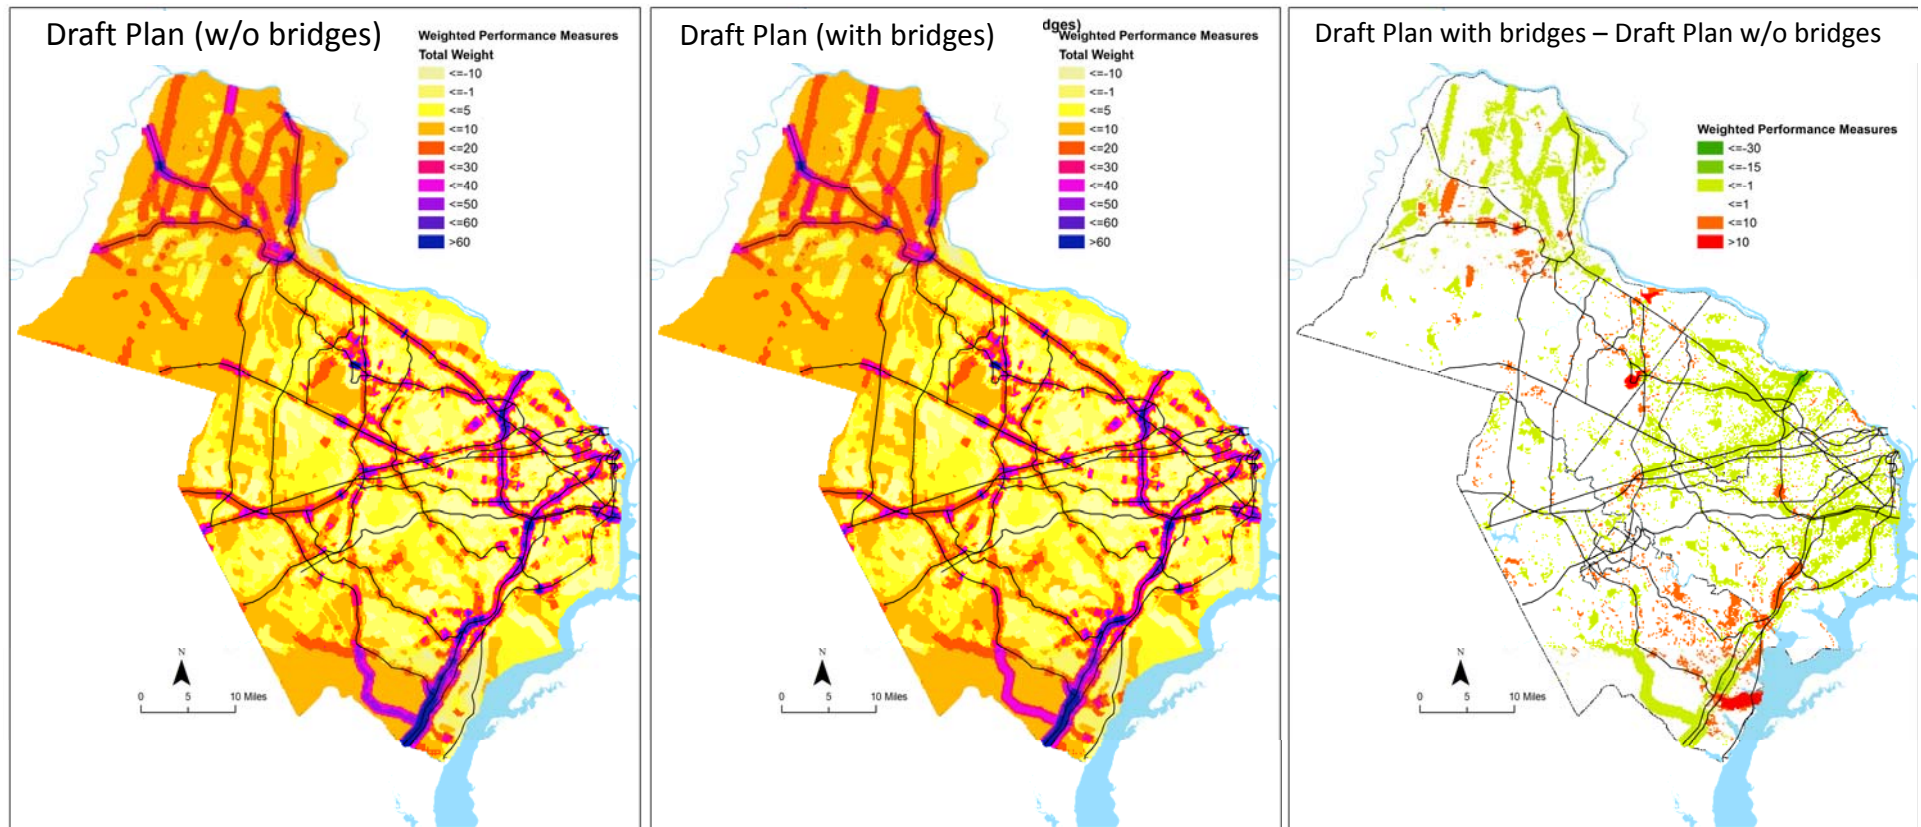 Draft Plan (w/o bridges)
Weighted Performance Measures
Total Weight
<=-10
<=-1
<=5
<=10
<=20
<=30
<=40
<=50
<=60
>60
N
0 5 10 Miles
Draft Plan (with bridges)
dges)
Weighted Performance Measures
Total Weight
<=-10
<=-1
<=5
<=10
<=20
<=30
<=40
<=50
<=60
>60
N
0 5 10 Miles
Draft Plan with bridges – Draft Plan w/o bridges
Weighted Performance Measures
<=-30
<=-15
<=-1
<=1
<=10
>10
N
0 5 10 Miles